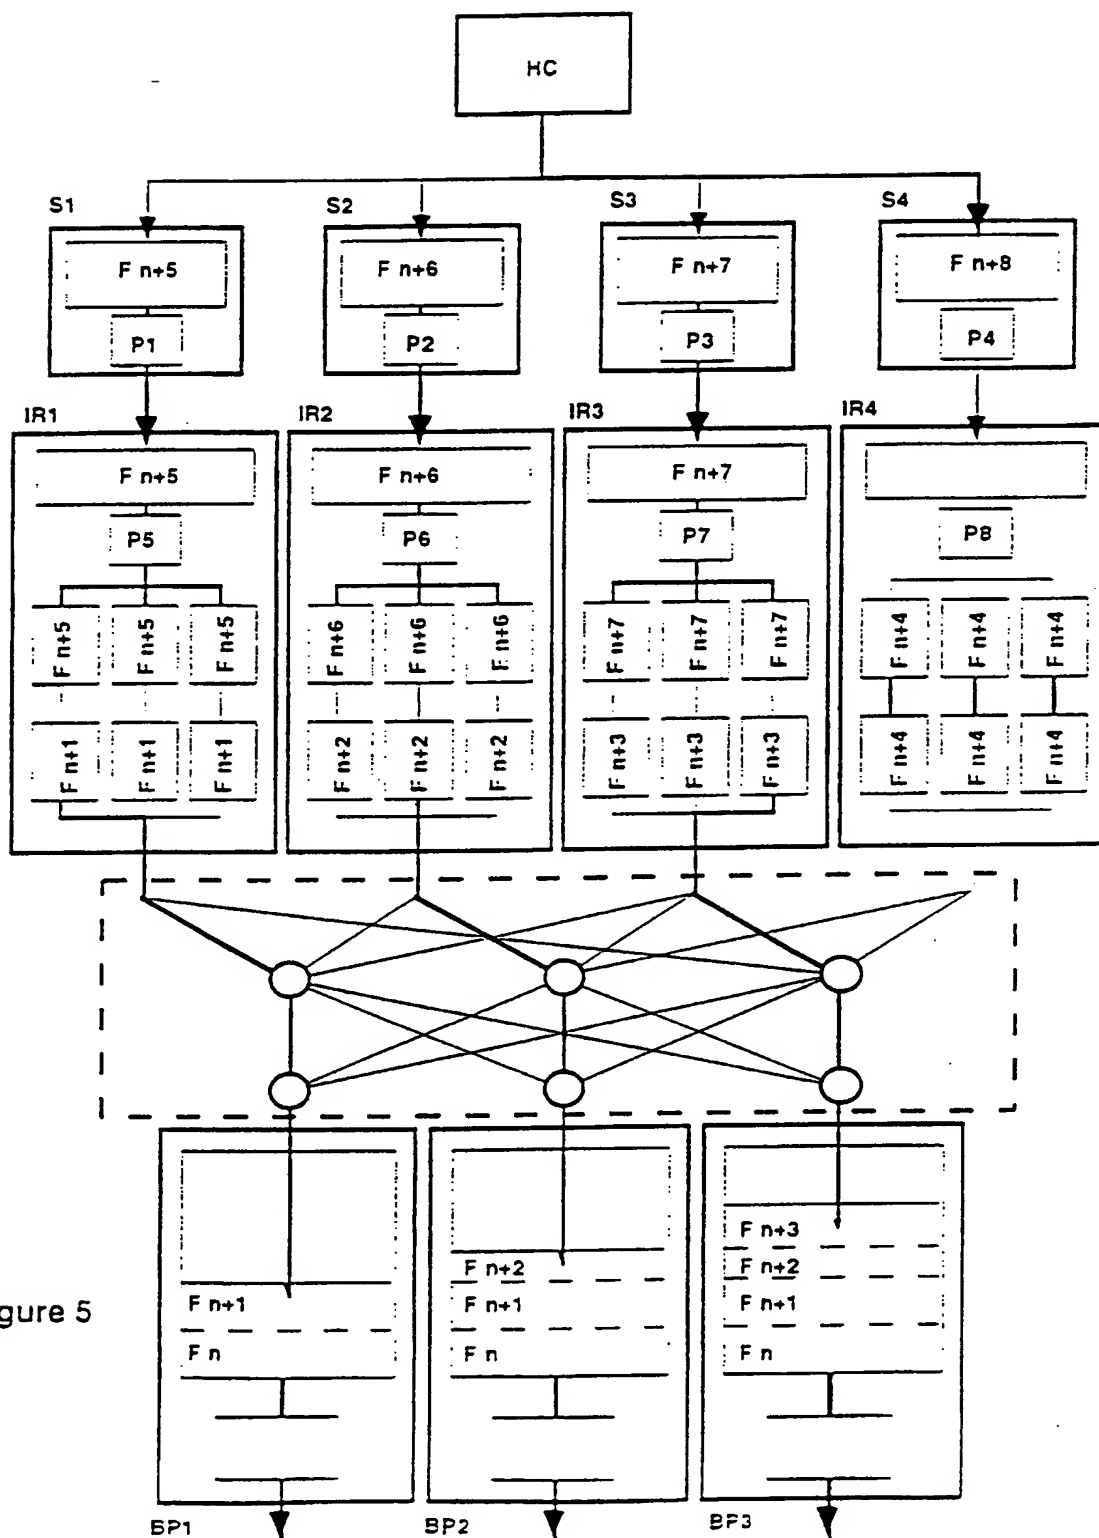 HC
S1
S2
S3
S4
F n+5
F n+6
F n+7
F n+8
P1
P2
P3
P4
IR1
IR2
IR3
IR4
F n+5
F n+6
F n+7
P5
P6
P7
P8
F n+5
F n+5
F n+5
F n+6
F n+6
F n+6
F n+7
F n+7
F n+7
F n+4
F n+4
F n+4
F n+1
F n+1
F n+1
F n+2
F n+2
F n+2
F n+3
F n+3
F n+3
F n+4
F n+4
F n+4
F n+1
F n
F n+2
F n+1
F n
F n+3
F n+2
F n+1
F n
gure 5
BP1
BP2
BP3